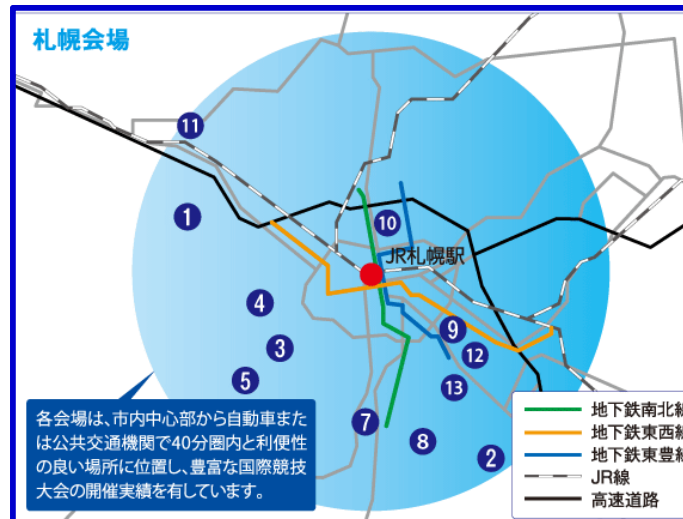 札幌会場
11
1
10
JR札幌駅
4
9
3
12
5
13
7
8
2
各会場は、市内中心部から自動車また
は公共交通機関で40分圏内と利便性
の良い場所に位置し、豊富な国際競技
大会の開催実績を有しています。
地下鉄南北線
地下鉄東西線
地下鉄東豊線
JR線
高速道路